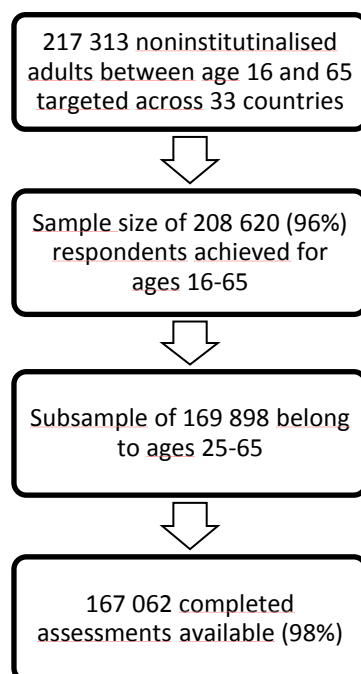 217 313 noninstitutinalised
adults between age 16 and 65
targeted across 33 countries
Sample size of 208 620 (96%)
respondents achieved for
ages 16-65
Subsample of 169 898 belong
to ages 25-65
167 062 completed
assessments available (98%)